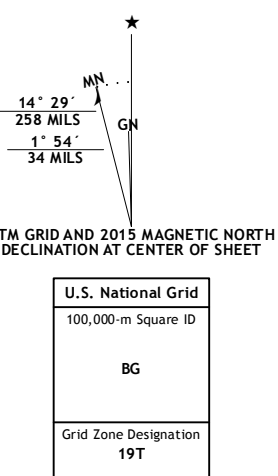 ★
MN
14° 29´
258 MILS
GN
1° 54´
34 MILS
TM GRID AND 2015 MAGNETIC NORTH
DECLINATION AT CENTER OF SHEET
U.S. National Grid
100,000-m Square ID
BG
Grid Zone Designation
19T